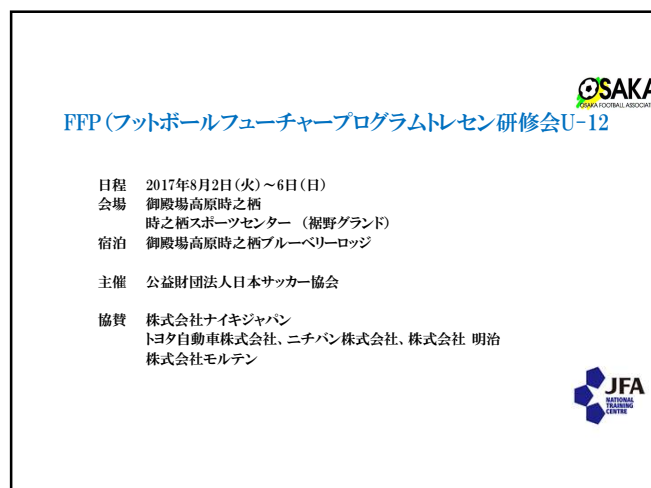 OSAKA
OSAKA FOOTBALL ASSOCIAT
FFP(フットボールフューチャープログラムトレセン研修会U-12
日程 2017年8月2日(火)~6日(日)
会場 御殿場高原時之栖
時之栖スポーツセンター (裾野グランド)
宿泊 御殿場高原時之栖ブルーベリーロッジ
主催 公益財団法人日本サッカー協会
協賛 株式会社ナイキジャパン
トヨタ自動車株式会社、ニチバン株式会社、株式会社 明治
株式会社モルテン
JFA
NATIONAL
TRAINING
CENTRE